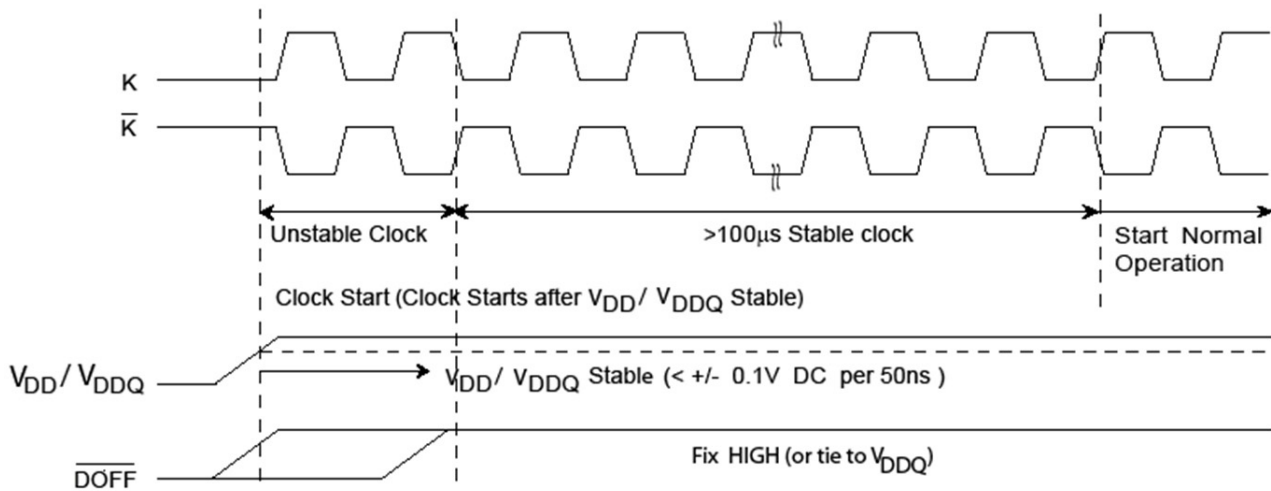 K
K̅
Unstable Clock
>100μs Stable clock
Start Normal
Operation
Clock Start (Clock Starts after VDD/ VDDQ Stable)
VDD/ VDDQ
VDD/ VDDQ Stable (< +/- 0.1V DC per 50ns )
Fix HIGH (or tie to VDDQ)
D̅O̅F̅F̅